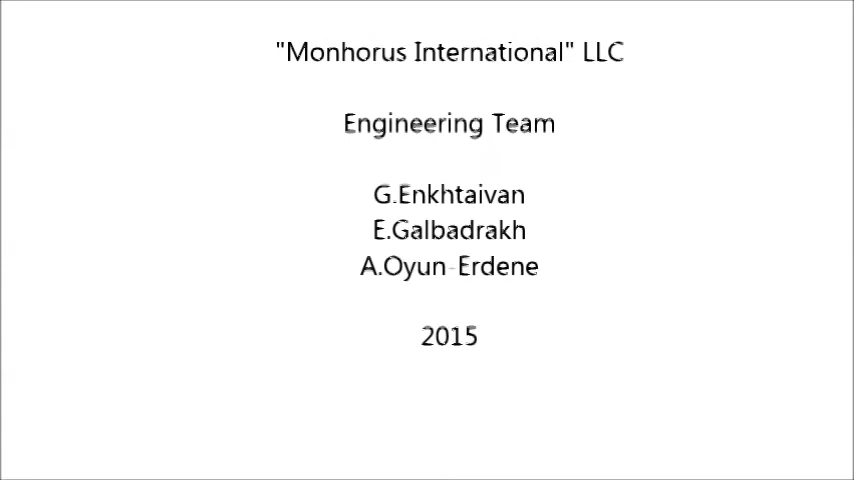 "Monhorus International" LLC
Engineering Team
G.Enkhtaivan
E.Galbadrakh
A.Oyun-Erdene
2015